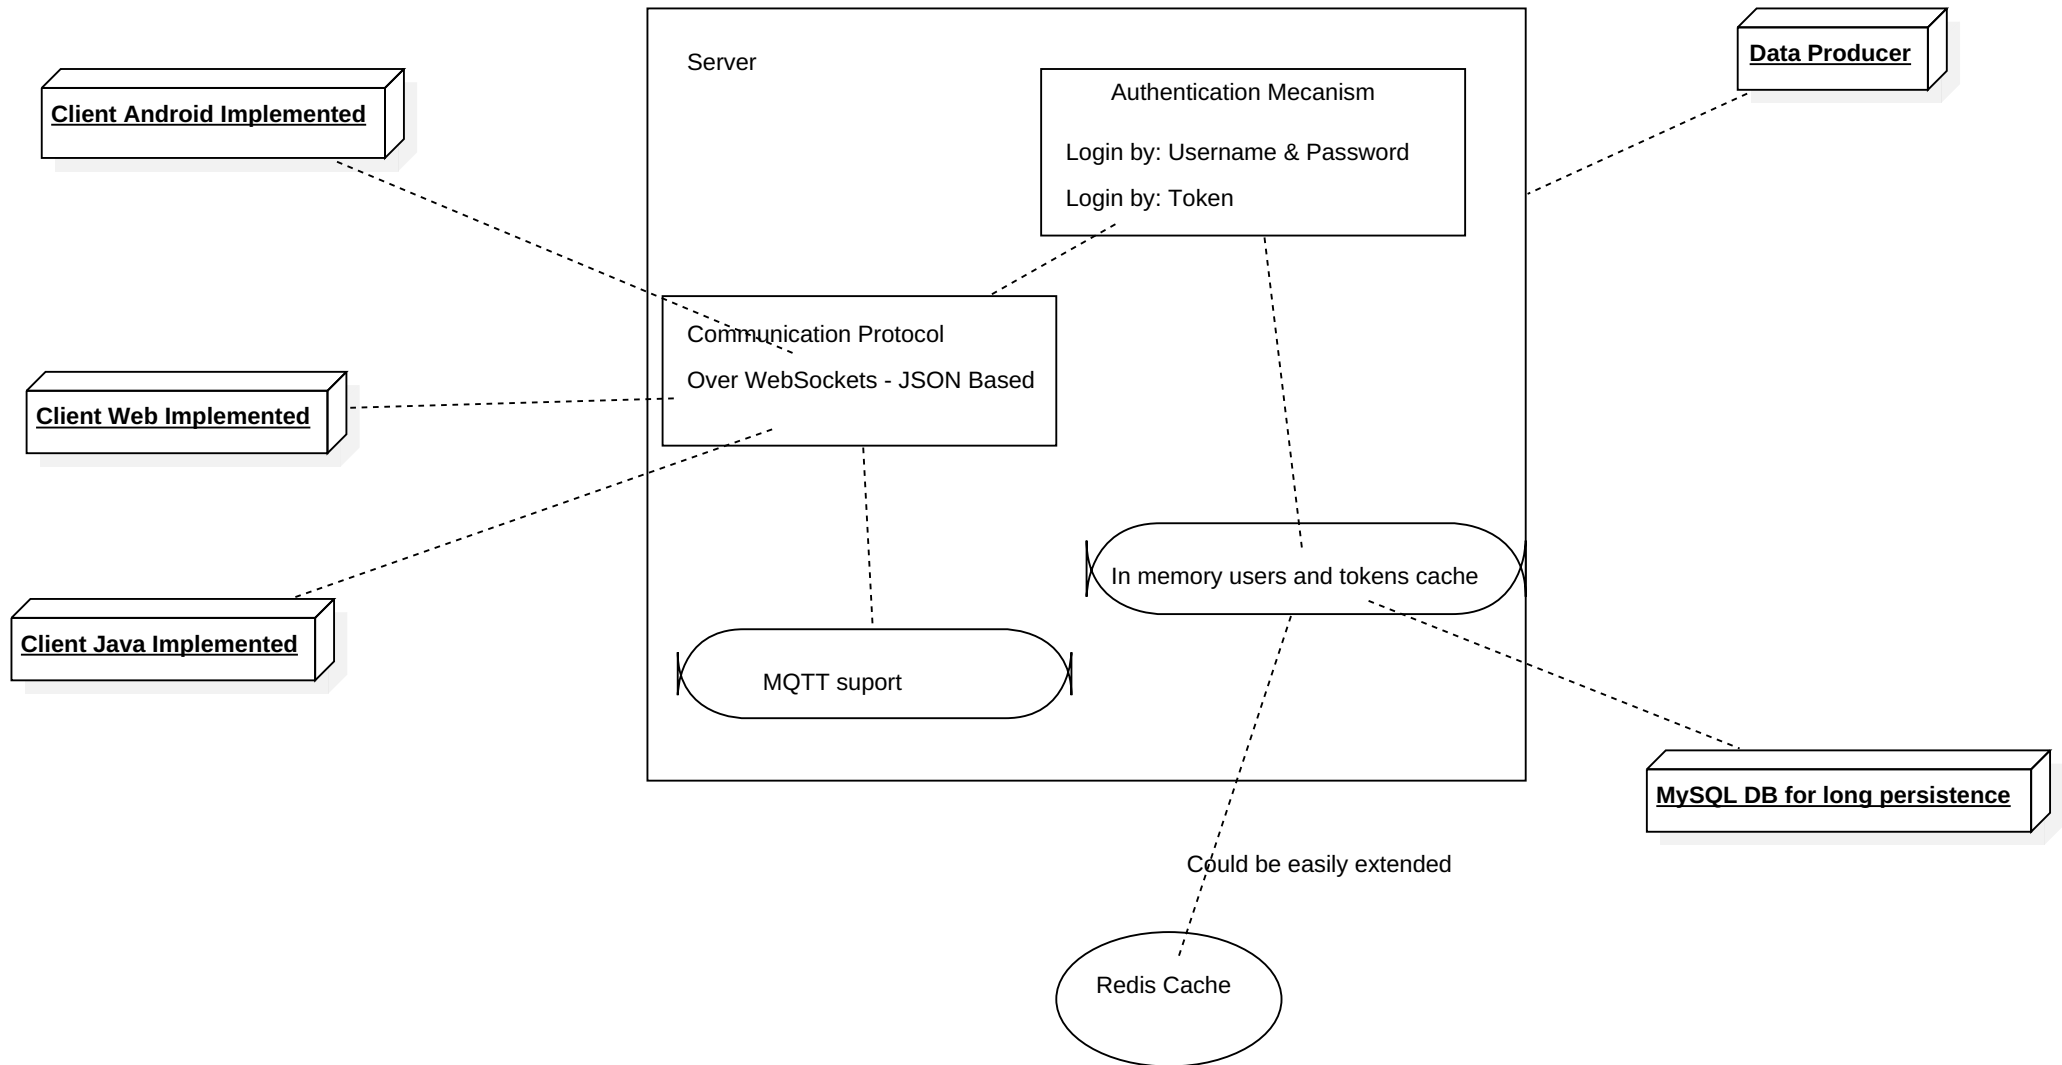 Server
Data Producer
Authentication Mecanism
Client Android Implemented
Login by: Username & Password
Login by: Token
Communication Protocol
Over WebSockets - JSON Based
Client Web Implemented
In memory users and tokens cache
Client Java Implemented
MQTT suport
MySQL DB for long persistence
Could be easily extended
Redis Cache